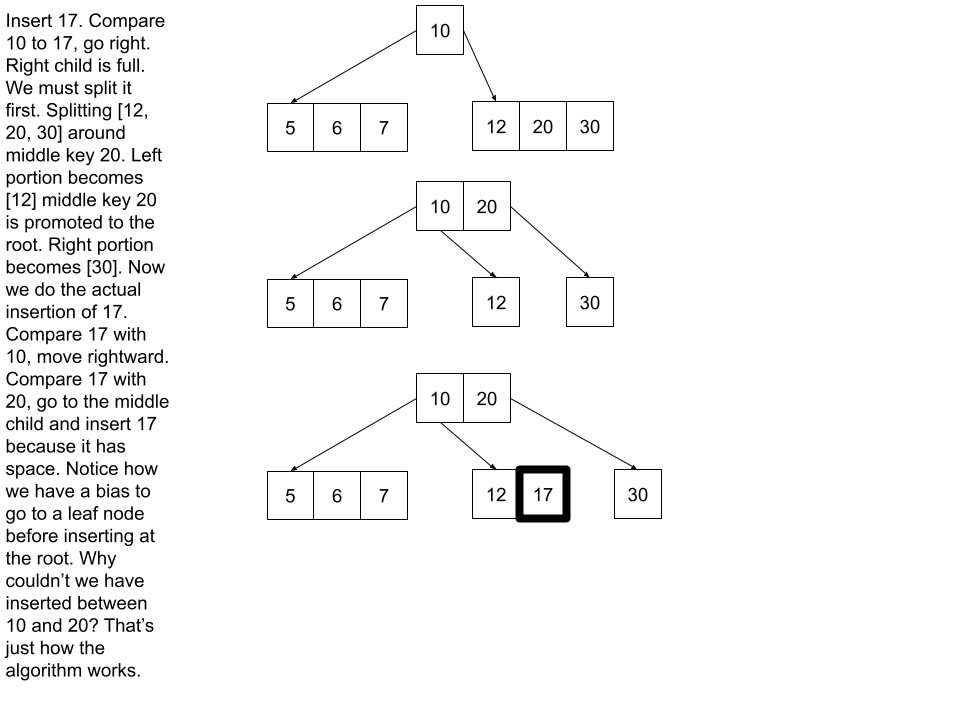 Insert 17. Compare
10 to 17, go right.
Right child is full.
We must split it
first. Splitting [12,
20, 30] around
middle key 20. Left
portion becomes
[12] middle key 20
is promoted to the
root. Right portion
becomes [30]. Now
we do the actual
insertion of 17.
Compare 17 with
10, move rightward.
Compare 17 with
20, go to the middle
child and insert 17
because it has
space. Notice how
we have a bias to
go to a leaf node
before inserting at
the root. Why
couldn’t we have
inserted between
10 and 20? That’s
just how the
algorithm works.
10
5 6 7 12 20 30
10 20
5 6 7 12 30
10 20
5 6 7 12 17 30